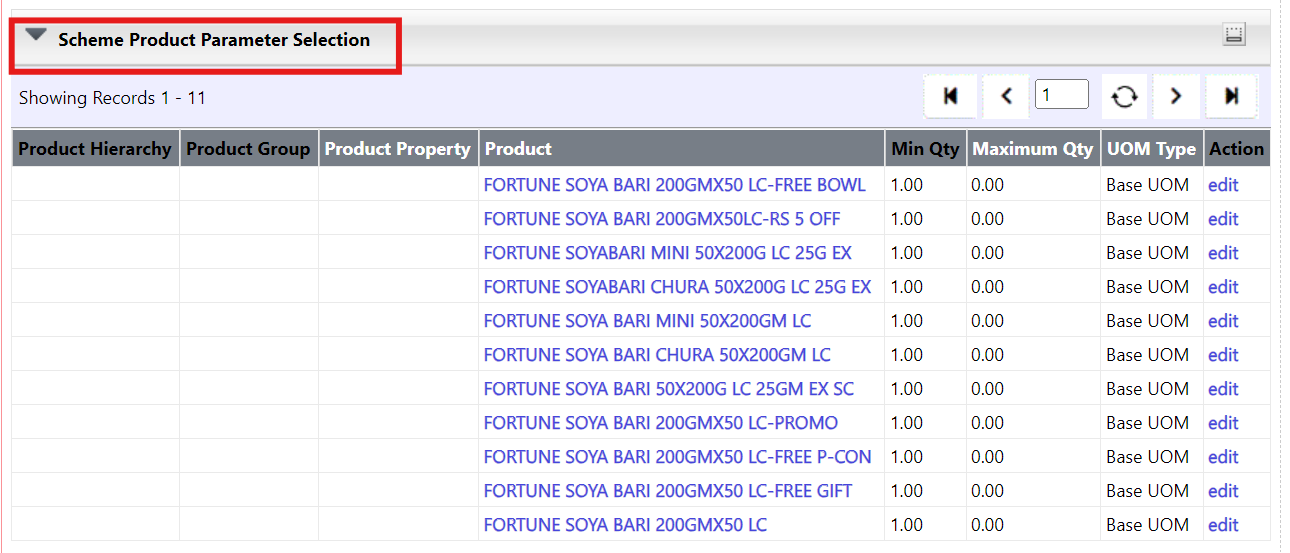 Scheme Product Parameter Selection
Showing Records 1 - 11
1
Product Hierarchy Product Group Product Property Product Min Qty Maximum Qty UOM Type Action
FORTUNE SOYA BARI 200GMX50 LC-FREE BOWL 1.00 0.00 Base UOM edit
FORTUNE SOYA BARI 200GMX50LC-RS 5 OFF 1.00 0.00 Base UOM edit
FORTUNE SOYABARI MINI 50X200G LC 25G EX 1.00 0.00 Base UOM edit
FORTUNE SOYABARI CHURA 50X200G LC 25G EX 1.00 0.00 Base UOM edit
FORTUNE SOYA BARI MINI 50X200GM LC 1.00 0.00 Base UOM edit
FORTUNE SOYA BARI CHURA 50X200GM LC 1.00 0.00 Base UOM edit
FORTUNE SOYA BARI 50X200G LC 25GM EX SC 1.00 0.00 Base UOM edit
FORTUNE SOYA BARI 200GMX50 LC-PROMO 1.00 0.00 Base UOM edit
FORTUNE SOYA BARI 200GMX50 LC-FREE P-CON 1.00 0.00 Base UOM edit
FORTUNE SOYA BARI 200GMX50 LC-FREE GIFT 1.00 0.00 Base UOM edit
FORTUNE SOYA BARI 200GMX50 LC 1.00 0.00 Base UOM edit